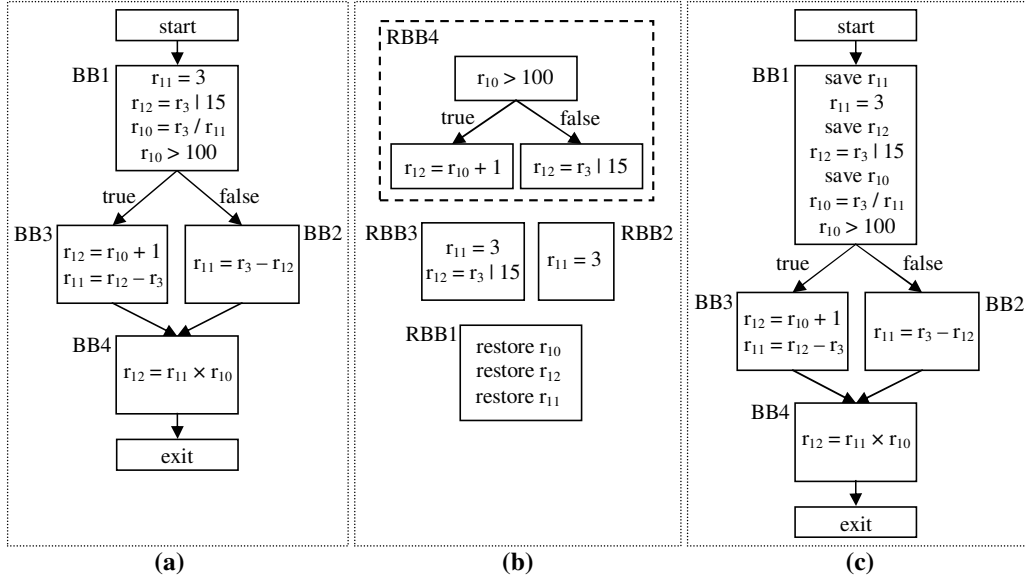 start
BB1
r₁₁ = 3
r₁₂ = r₃ | 15
r₁₀ = r₃ / r₁₁
r₁₀ > 100
true
false
BB3
r₁₂ = r₁₀ + 1
r₁₁ = r₁₂ − r₃
BB2
r₁₁ = r₃ − r₁₂
BB4
r₁₂ = r₁₁ × r₁₀
exit
(a)
RBB4
r₁₀ > 100
true
false
r₁₂ = r₁₀ + 1
r₁₂ = r₃ | 15
RBB3
r₁₁ = 3
r₁₂ = r₃ | 15
RBB2
r₁₁ = 3
RBB1
restore r₁₀
restore r₁₂
restore r₁₁
(b)
start
BB1
save r₁₁
r₁₁ = 3
save r₁₂
r₁₂ = r₃ | 15
save r₁₀
r₁₀ = r₃ / r₁₁
r₁₀ > 100
true
false
BB3
r₁₂ = r₁₀ + 1
r₁₁ = r₁₂ − r₃
BB2
r₁₁ = r₃ − r₁₂
BB4
r₁₂ = r₁₁ × r₁₀
exit
(c)